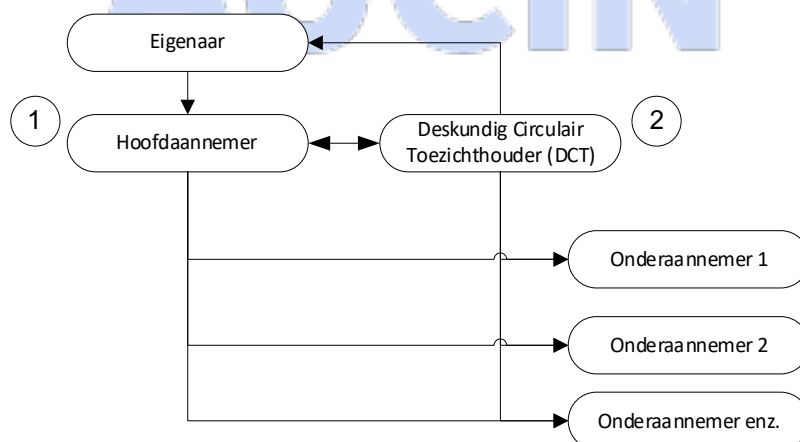 Eigenaar
1
Hoofdaannemer
Deskundig Circulair
Toezichthouder (DCT)
2
Onderaannemer 1
Onderaannemer 2
Onderaannemer enz.